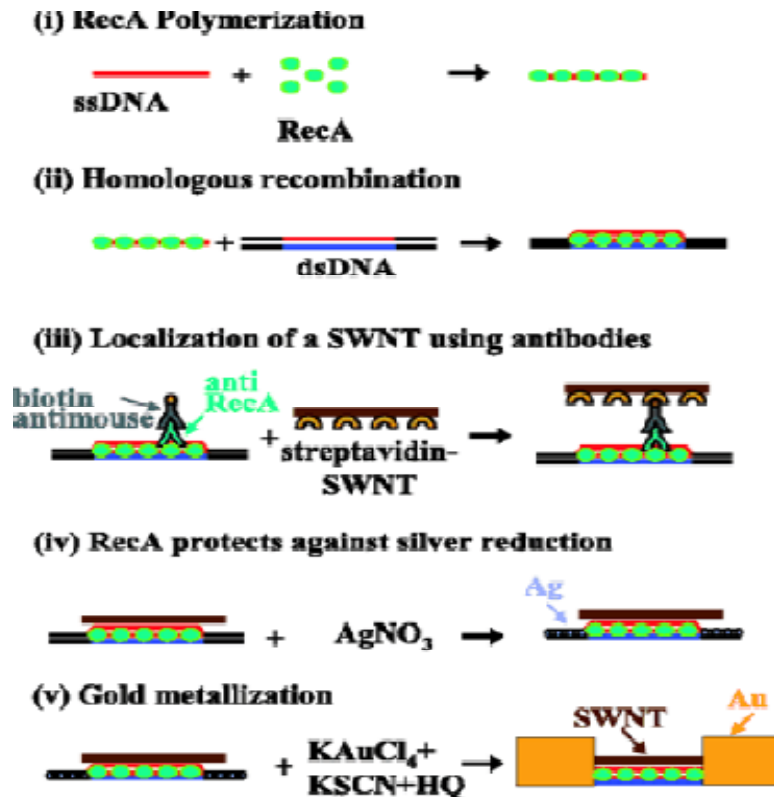 (i) RecA Polymerization
+
ssDNA
RecA
(ii) Homologous recombination
+
dsDNA
(iii) Localization of a SWNT using antibodies
biotin
antimouse
anti
RecA
+
streptavidin-
SWNT
(iv) RecA protects against silver reduction
Ag
+ AgNO₃
(v) Gold metallization
SWNT
Au
+ KAuCl₄+
KSCN+HQ